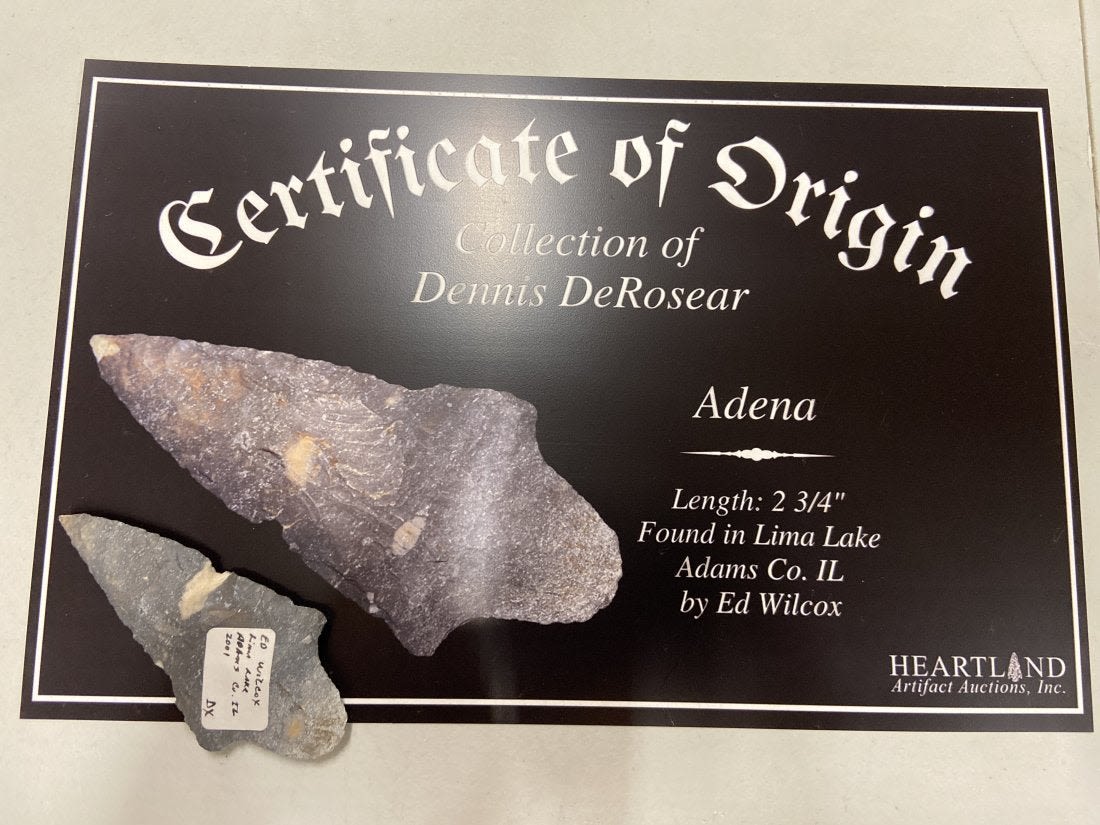 Certificate of Origin
Collection of
Dennis DeRosear
Adena
Length: 2 3/4"
Found in Lima Lake
Adams Co. IL
by Ed Wilcox
HEARTLAND
Artifact Auctions, Inc.
ED WILCOX
Lima Lake
ADAMS Co. IL
2001
DX